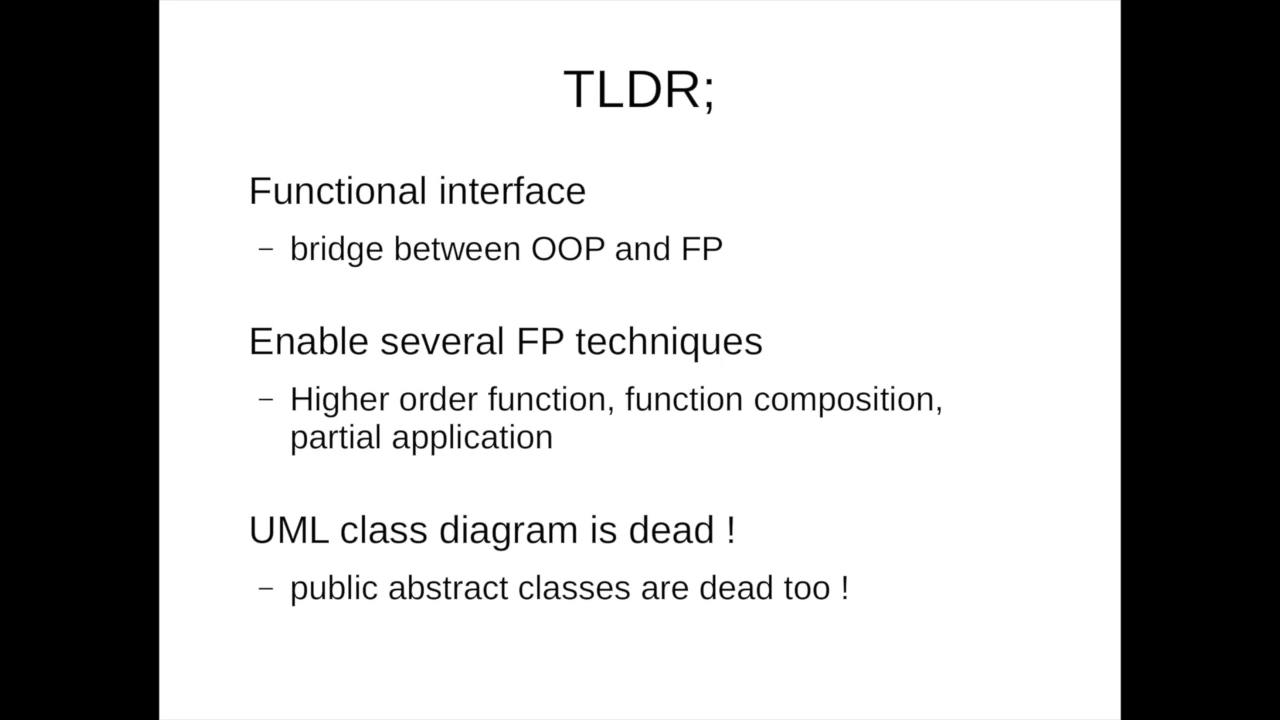 TLDR;
Functional interface
– bridge between OOP and FP
Enable several FP techniques
– Higher order function, function composition,
partial application
UML class diagram is dead !
– public abstract classes are dead too !